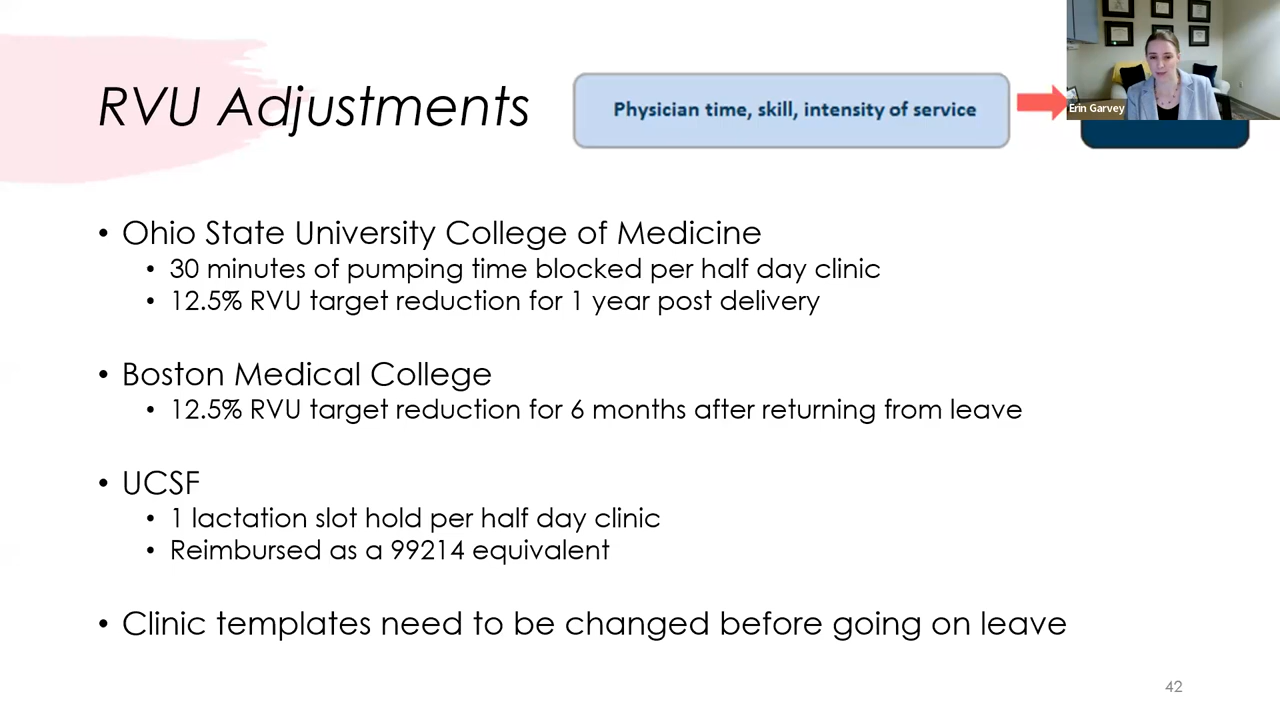 RVU Adjustments
Physician time, skill, intensity of service
Erin Garvey
• Ohio State University College of Medicine
• 30 minutes of pumping time blocked per half day clinic
• 12.5% RVU target reduction for 1 year post delivery
• Boston Medical College
• 12.5% RVU target reduction for 6 months after returning from leave
• UCSF
• 1 lactation slot hold per half day clinic
• Reimbursed as a 99214 equivalent
• Clinic templates need to be changed before going on leave
42